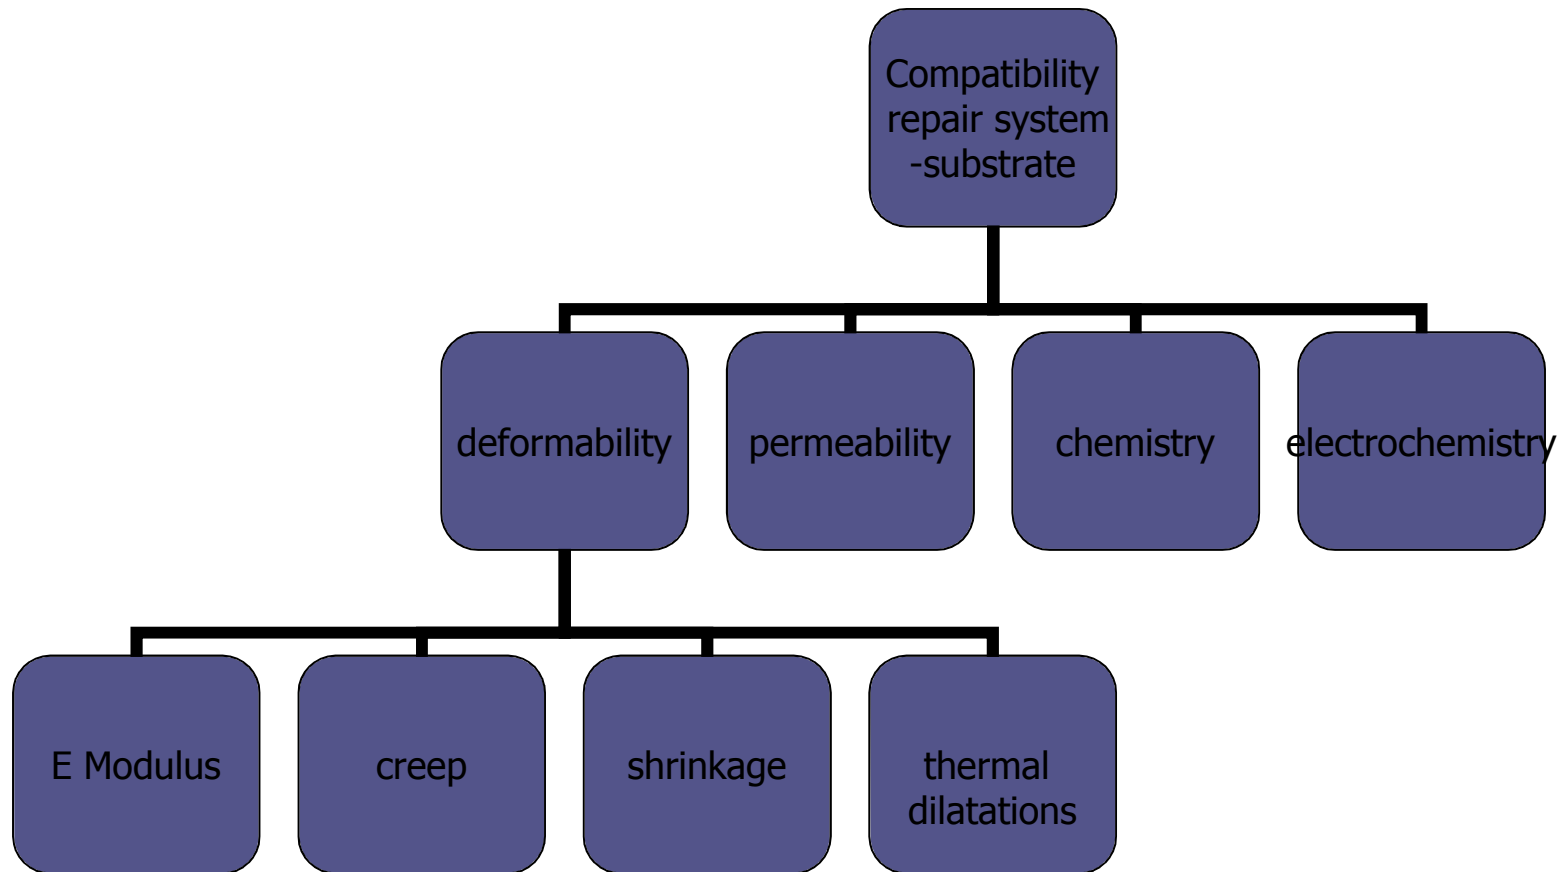 Compatibility
repair system
-substrate
deformability
permeability
chemistry
electrochemistry
E Modulus
creep
shrinkage
thermal
dilatations